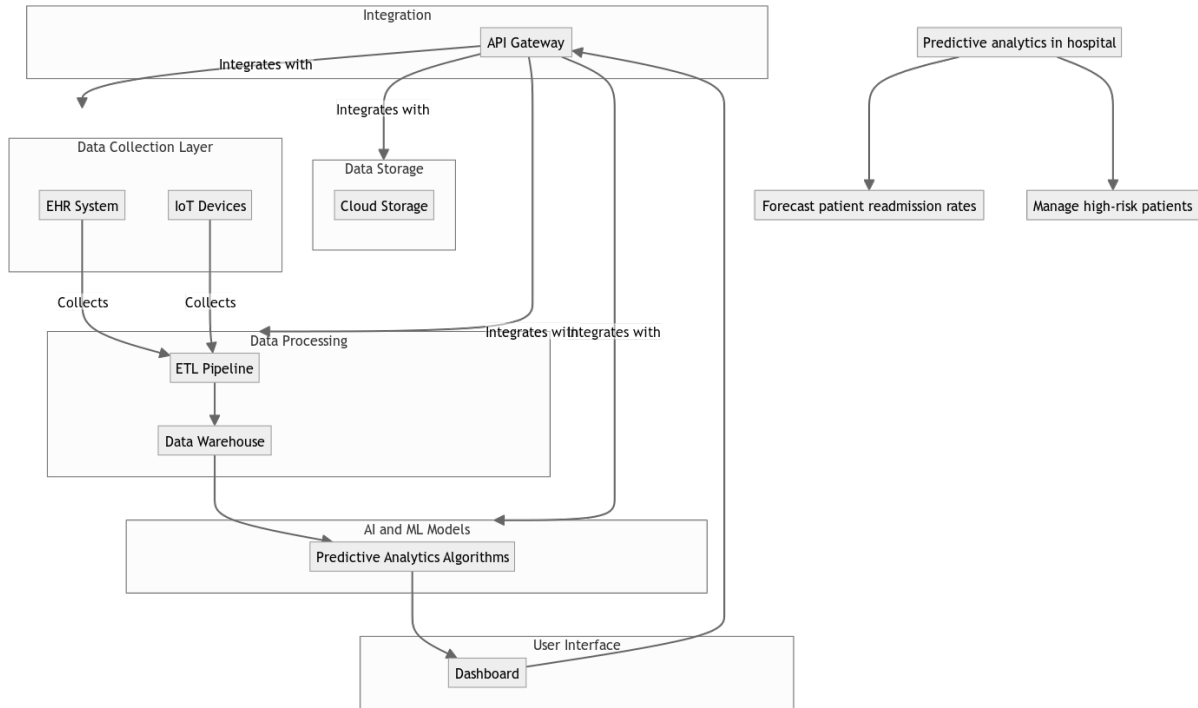 Integration
API Gateway
Predictive analytics in hospital
Integrates with
Integrates with
Data Collection Layer
Data Storage
EHR System
IoT Devices
Cloud Storage
Forecast patient readmission rates
Manage high-risk patients
Collects
Collects
Integrates with
Integrates with
Data Processing
ETL Pipeline
Data Warehouse
AI and ML Models
Predictive Analytics Algorithms
User Interface
Dashboard